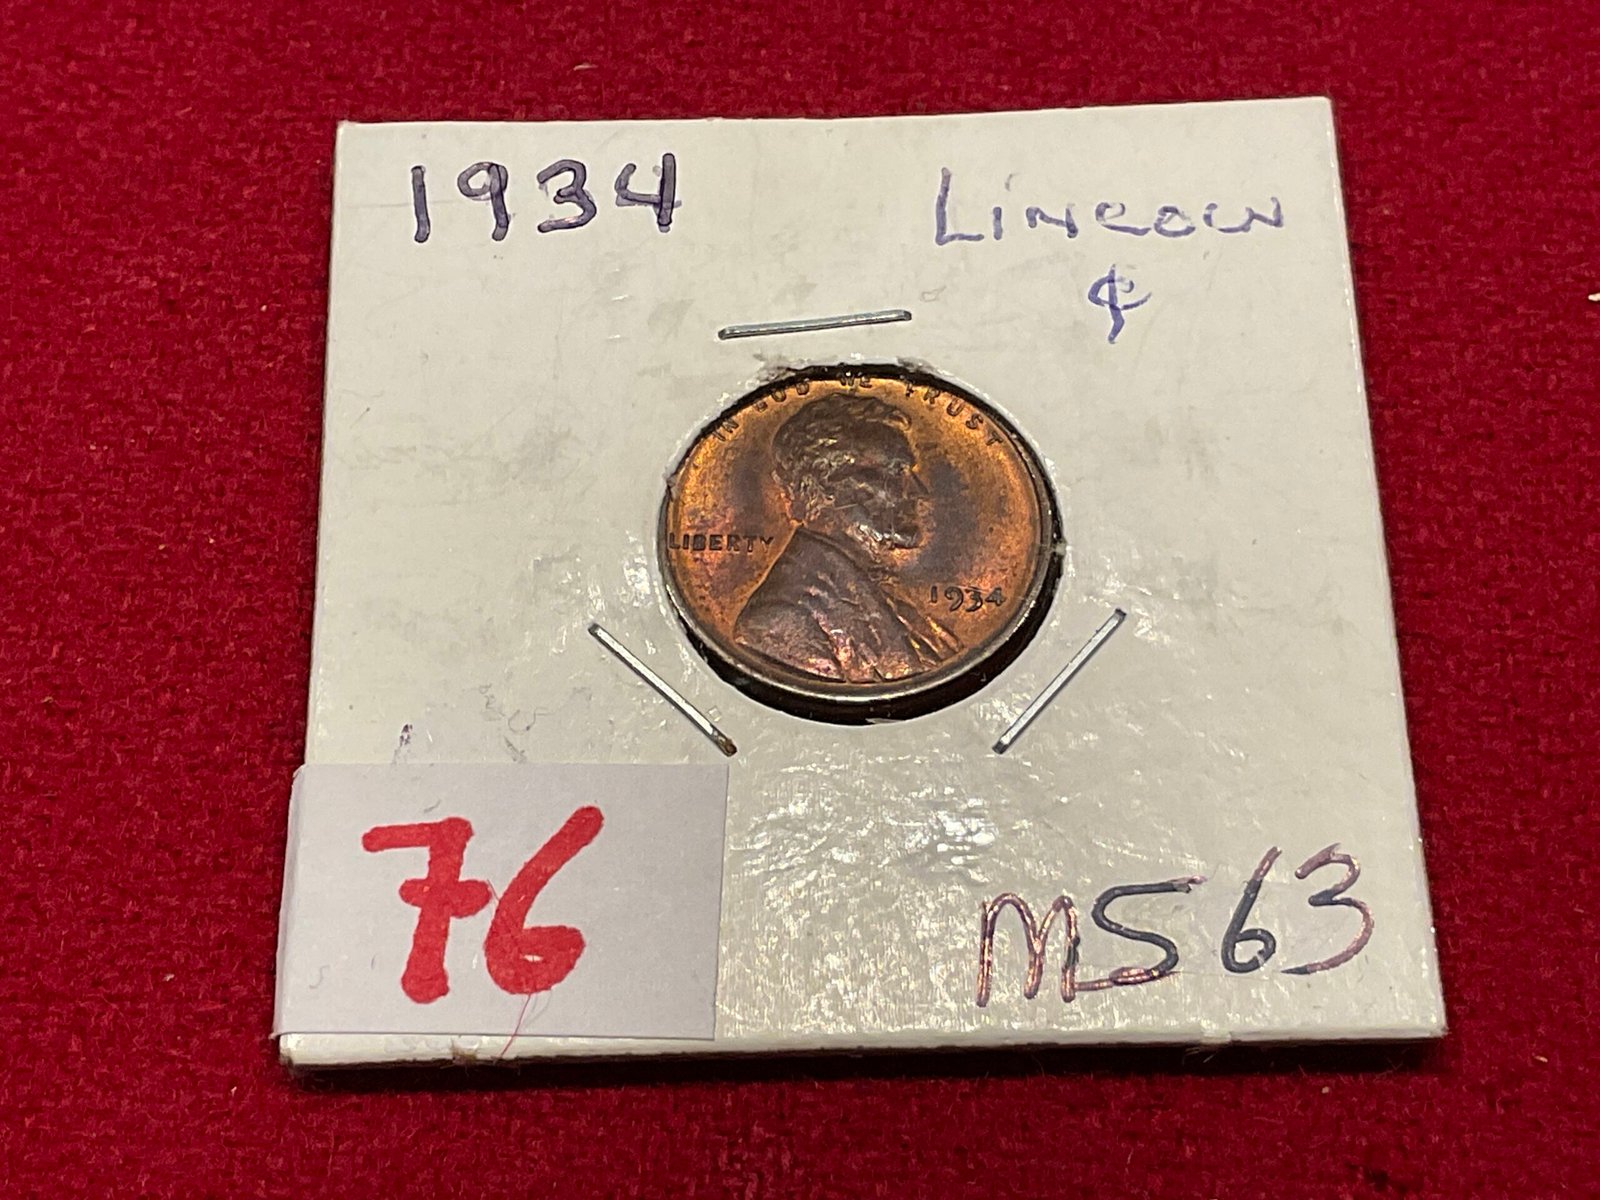 1934
Lincoln
¢
IN GOD WE TRUST
LIBERTY
1934
76
MS63